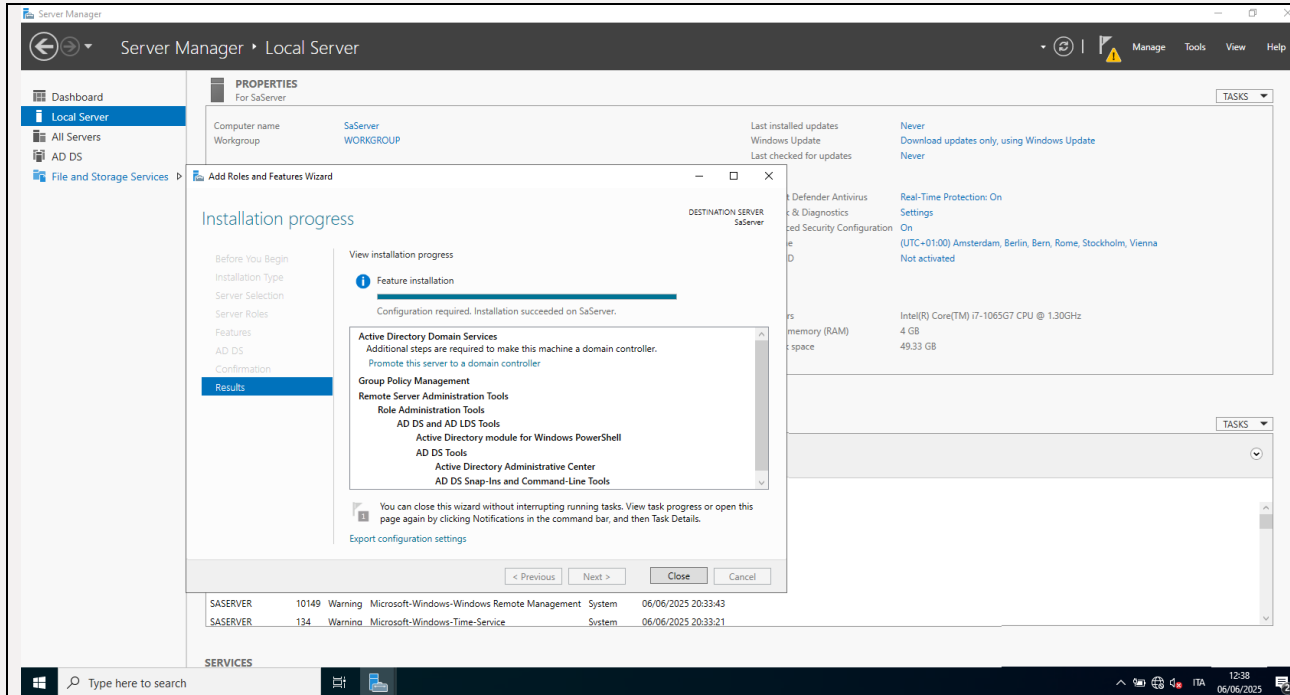 Server Manager
Server Manager • Local Server
Manage Tools View Help
Dashboard
Local Server
All Servers
AD DS
File and Storage Services
PROPERTIES
For SaServer
TASKS
Computer name SaServer
Workgroup WORKGROUP
Last installed updates Never
Windows Update Download updates only, using Windows Update
Last checked for updates Never
Defender Antivirus Real-Time Protection: On
& Diagnostics Settings
Security Configuration On
(UTC+01:00) Amsterdam, Berlin, Bern, Rome, Stockholm, Vienna
D Not activated
rs Intel(R) Core(TM) i7-1065G7 CPU @ 1.30GHz
memory (RAM) 4 GB
space 49.33 GB
TASKS
Add Roles and Features Wizard
Installation progress
DESTINATION SERVER
SaServer
Before You Begin
Installation Type
Server Selection
Server Roles
Features
AD DS
Confirmation
Results
View installation progress
Feature installation
Configuration required. Installation succeeded on SaServer.
Active Directory Domain Services
Additional steps are required to make this machine a domain controller.
Promote this server to a domain controller
Group Policy Management
Remote Server Administration Tools
Role Administration Tools
AD DS and AD LDS Tools
Active Directory module for Windows PowerShell
AD DS Tools
Active Directory Administrative Center
AD DS Snap-Ins and Command-Line Tools
1
You can close this wizard without interrupting running tasks. View task progress or open this
page again by clicking Notifications in the command bar, and then Task Details.
Export configuration settings
< Previous Next > Close Cancel
SASERVER 10149 Warning Microsoft-Windows-Windows Remote Management System 06/06/2025 20:33:43
SASERVER 134 Warning Microsoft-Windows-Time-Service System 06/06/2025 20:33:21
SERVICES
Type here to search
ITA
12:38
06/06/2025
2